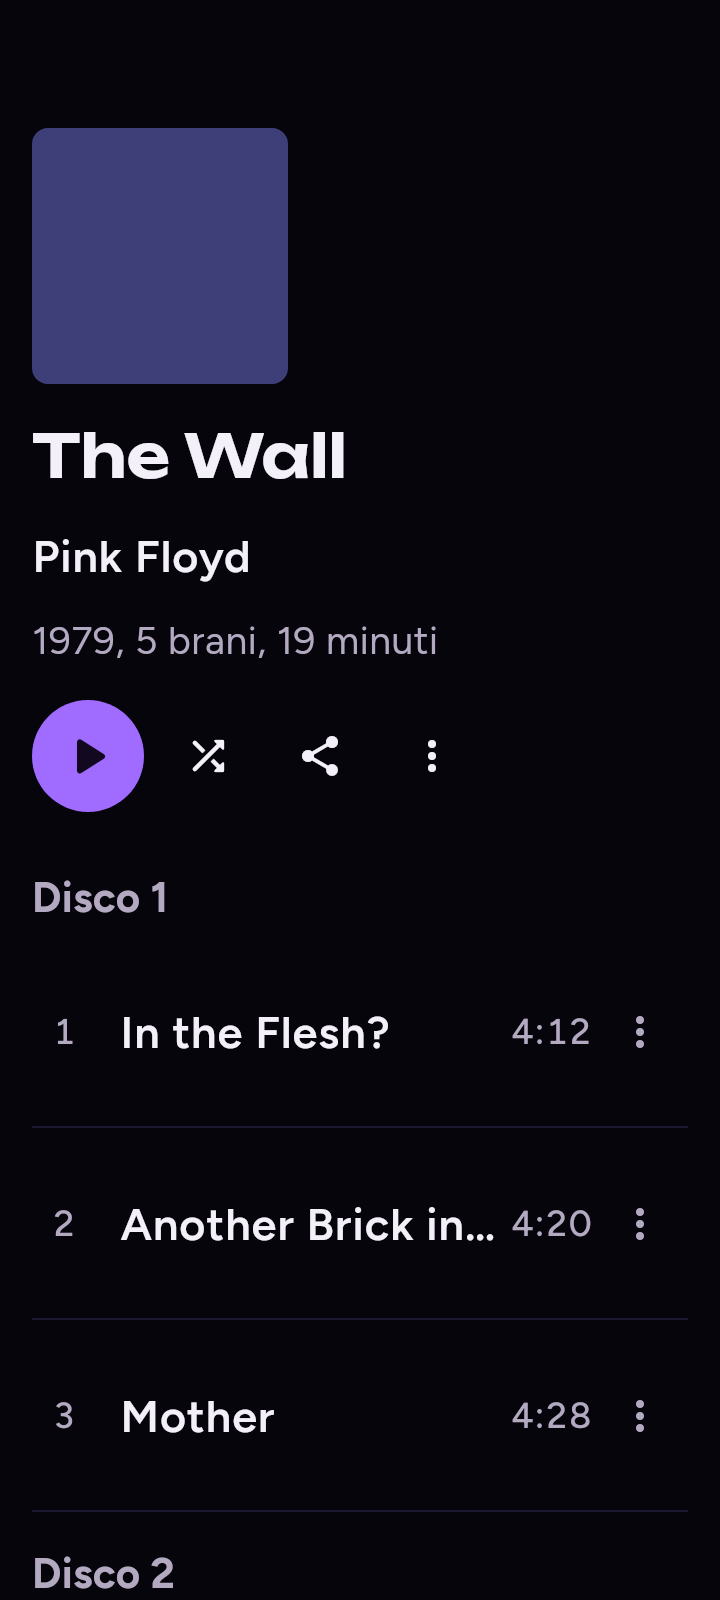 The Wall
Pink Floyd
1979, 5 brani, 19 minuti
Disco 1
1 In the Flesh? 4:12
2 Another Brick in... 4:20
3 Mother 4:28
Disco 2